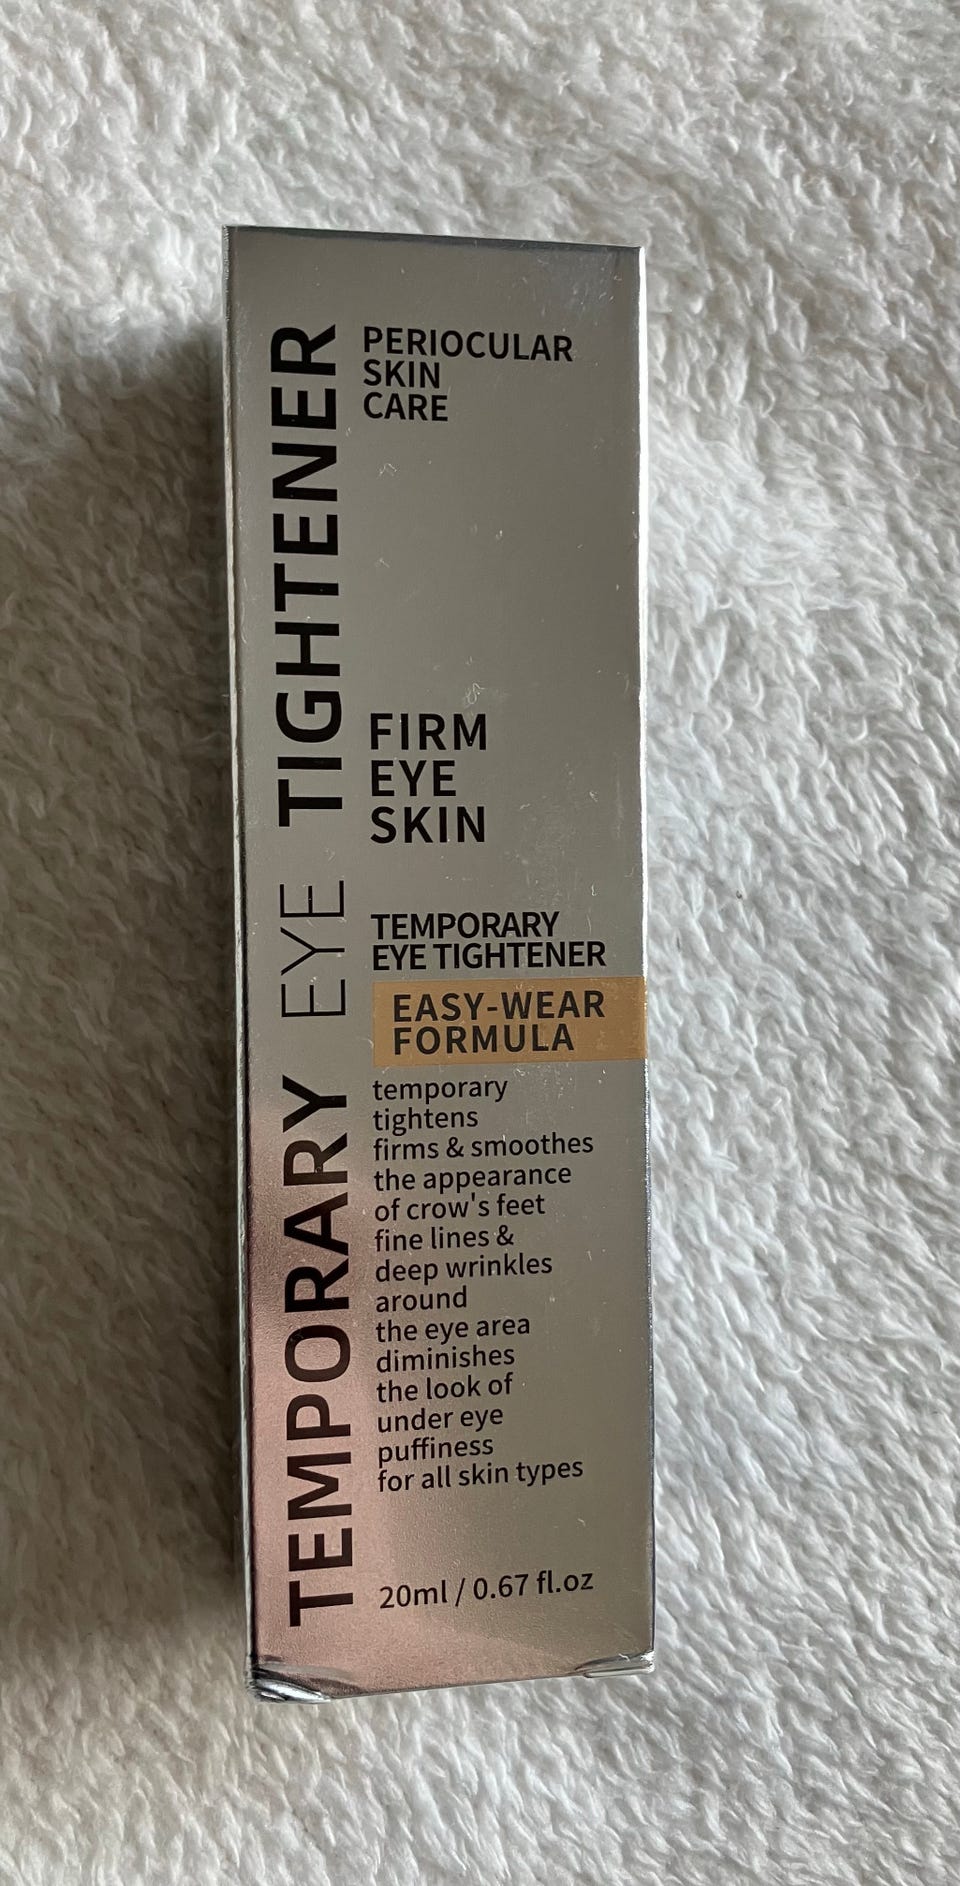 TEMPORARY EYE TIGHTENER
PERIOCULAR
SKIN
CARE
FIRM
EYE
SKIN
TEMPORARY
EYE TIGHTENER
EASY-WEAR
FORMULA
temporary
tightens
firms & smoothes
the appearance
of crow's feet
fine lines &
deep wrinkles
around
the eye area
diminishes
the look of
under eye
puffiness
for all skin types
20ml / 0.67 fl.oz